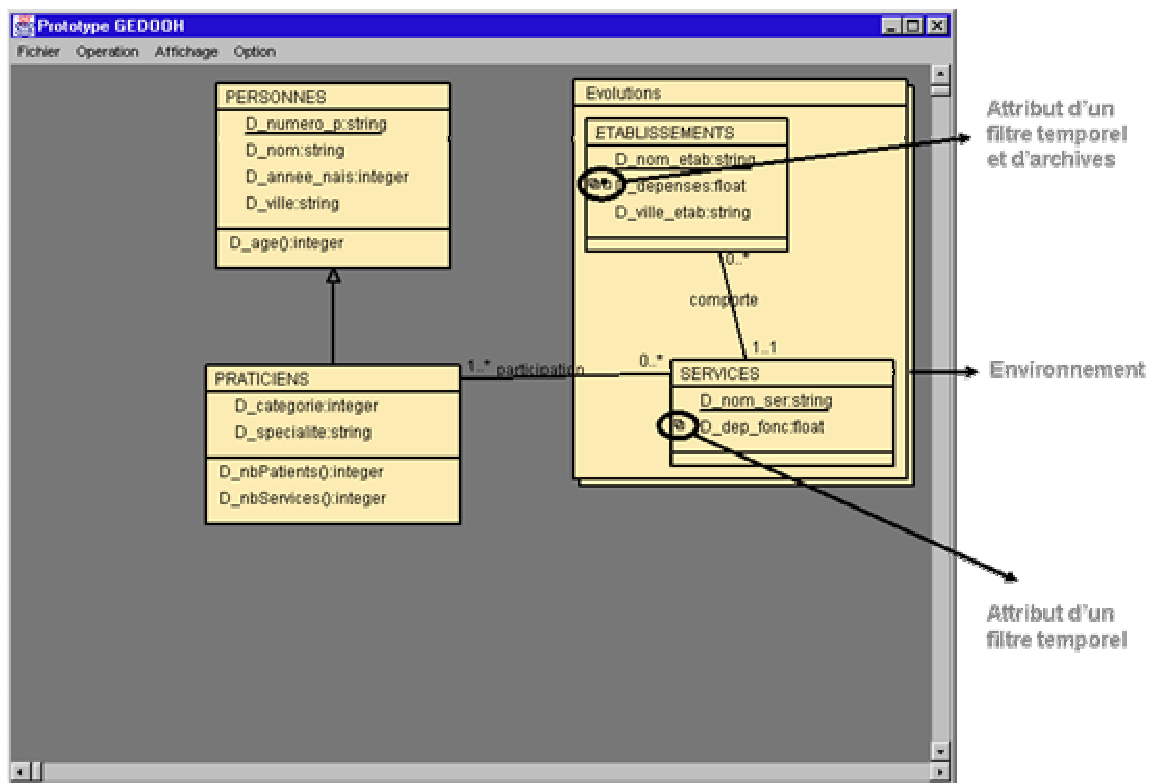 Prototype GEDOOH
Fichier Operation Affichage Option
PERSONNES
D_numero_p:string
D_nom:string
D_annee_nais:integer
D_ville:string
D_age():integer
PRATICIENS
D_categorie:integer
D_specialite:string
D_nbPatients():integer
D_nbServices():integer
1..* participation 0..*
Evolutions
ETABLISSEMENTS
D_nom_etab:string
D_depenses:float
D_ville_etab:string
0..*
comporte
1..1
SERVICES
D_nom_ser:string
D_dep_fonc:float
Attribut d'un
filtre temporel
et d'archives
Environnement
Attribut d'un
filtre temporel